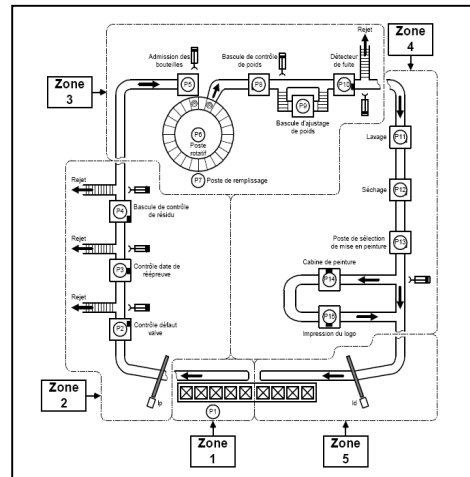 Zone
4
Rejet
Admission des
bouteilles
Bascule de contrôle
de poids
Détecteur
de fuite
Zone
3
P5
P8
P10
P9
Bascule d'ajustage
de poids
P6
Poste
rotatif
P7
Poste de remplissage
P11
Lavage
P12
Séchage
P13
Poste de sélection
de mise en peinture
Rejet
P4
Bascule de contrôle
de résidu
Rejet
P3
Contrôle date de
réépreuve
Rejet
P2
Contrôle défaut
valve
Cabine de peinture
P14
P15
Impression du logo
Zone
2
Ip
P1
Id
Zone
1
Zone
5